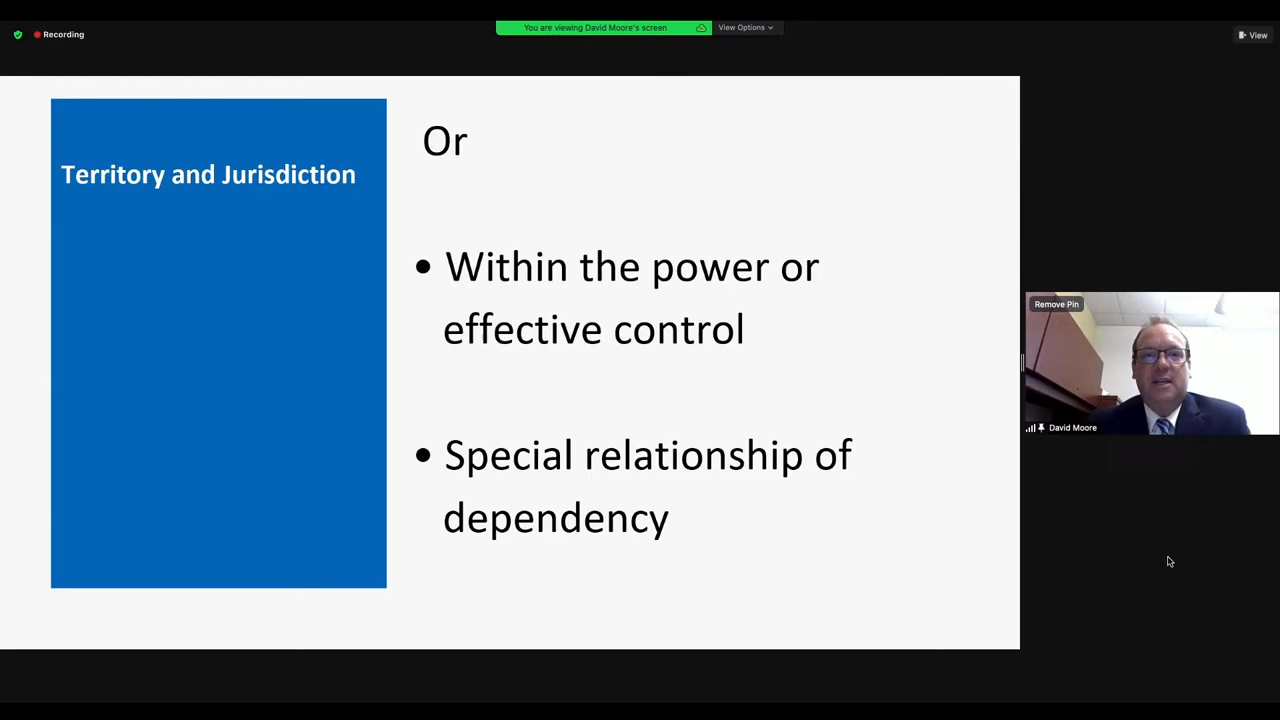 You are viewing David Moore's screen
View Options
Recording
View
Territory and Jurisdiction
Or
• Within the power or
effective control
• Special relationship of
dependency
Remove Pin
David Moore